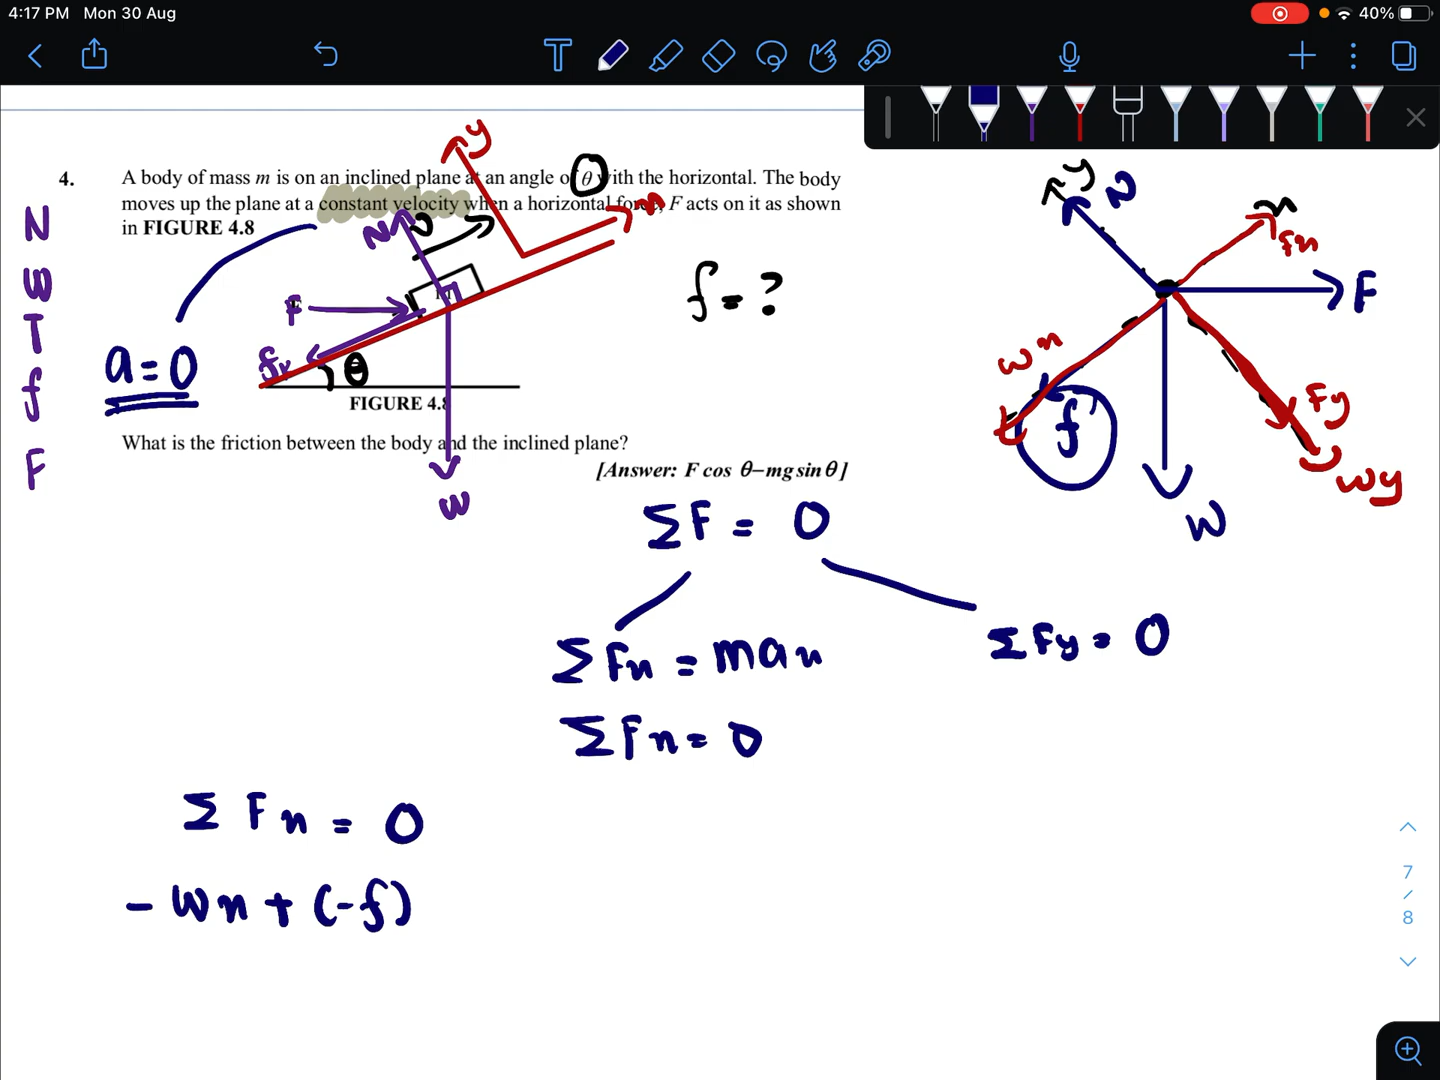 4:17 PM Mon 30 Aug
40%
4. A body of mass m is on an inclined plane at an angle of θ with the horizontal. The body
moves up the plane at a constant velocity when a horizontal force, F acts on it as shown
in FIGURE 4.8
N
W
T
f
F
a = 0
y
x
N
v
F
m
fk
θ
W
FIGURE 4.8
f = ?
y
N
x
Fx
F
Wx
f
Fy
Wy
W
What is the friction between the body and the inclined plane?
[Answer: F cos θ–mg sin θ]
ΣF = 0
ΣFx = max
ΣFy = 0
ΣFx = 0
ΣFx = 0
- Wx + (-f)
7
/
8